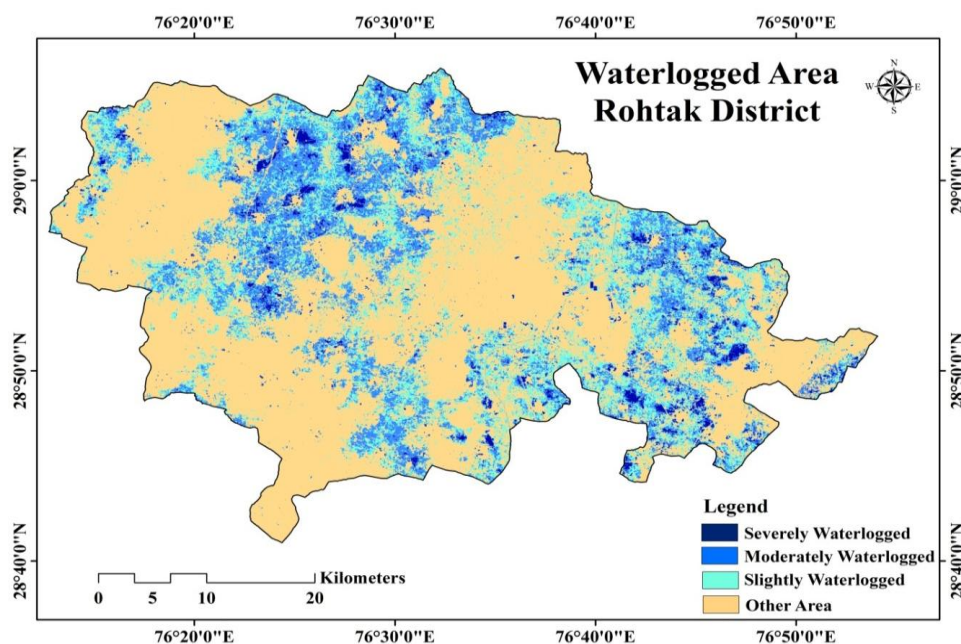 76°20'0"E 76°30'0"E 76°40'0"E 76°50'0"E
Waterlogged Area
Rohtak District
N
W E
S
29°0'0"N 29°0'0"N
28°50'0"N 28°50'0"N
28°40'0"N 28°40'0"N
Legend
Severely Waterlogged
Moderately Waterlogged
Slightly Waterlogged
Other Area
Kilometers
0 5 10 20
76°20'0"E 76°30'0"E 76°40'0"E 76°50'0"E